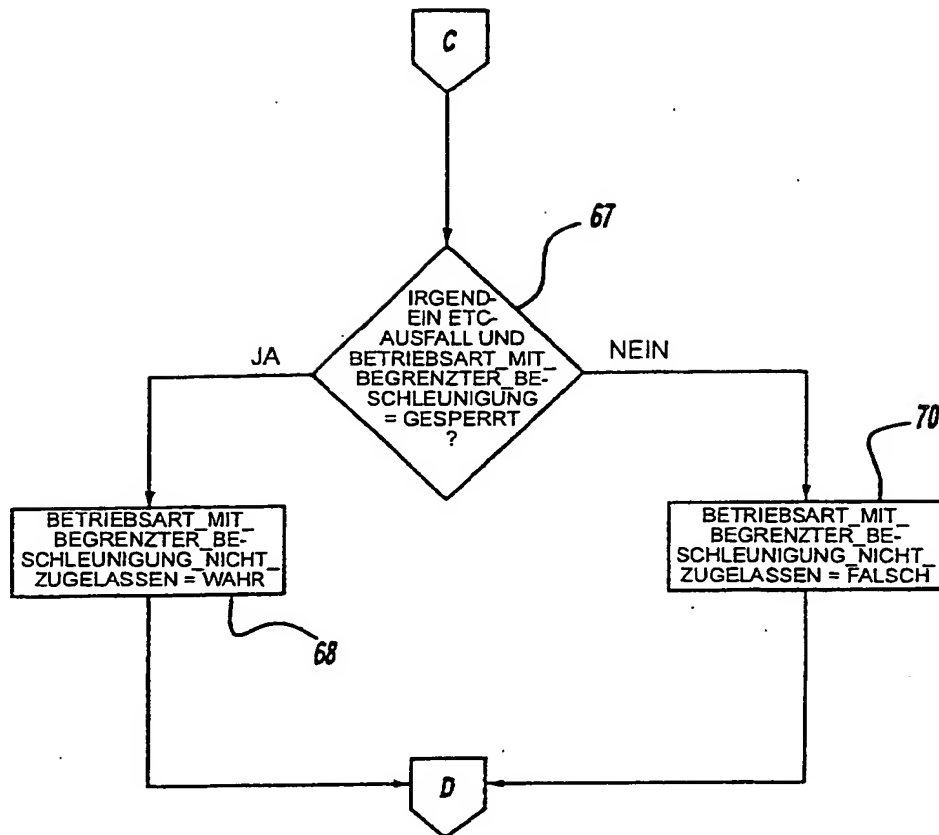 C
67
IRGEND-
EIN ETC-
AUSFALL UND
BETRIEBSART_MIT_
BEGRENZTER_BE-
SCHLEUNIGUNG
= GESPERRT
?
JA
NEIN
70
BETRIEBSART_MIT_
BEGRENZTER_BE-
SCHLEUNIGUNG_NICHT_
ZUGELASSEN = WAHR
BETRIEBSART_MIT_
BEGRENZTER_BE-
SCHLEUNIGUNG_NICHT_
ZUGELASSEN = FALSCH
68
D